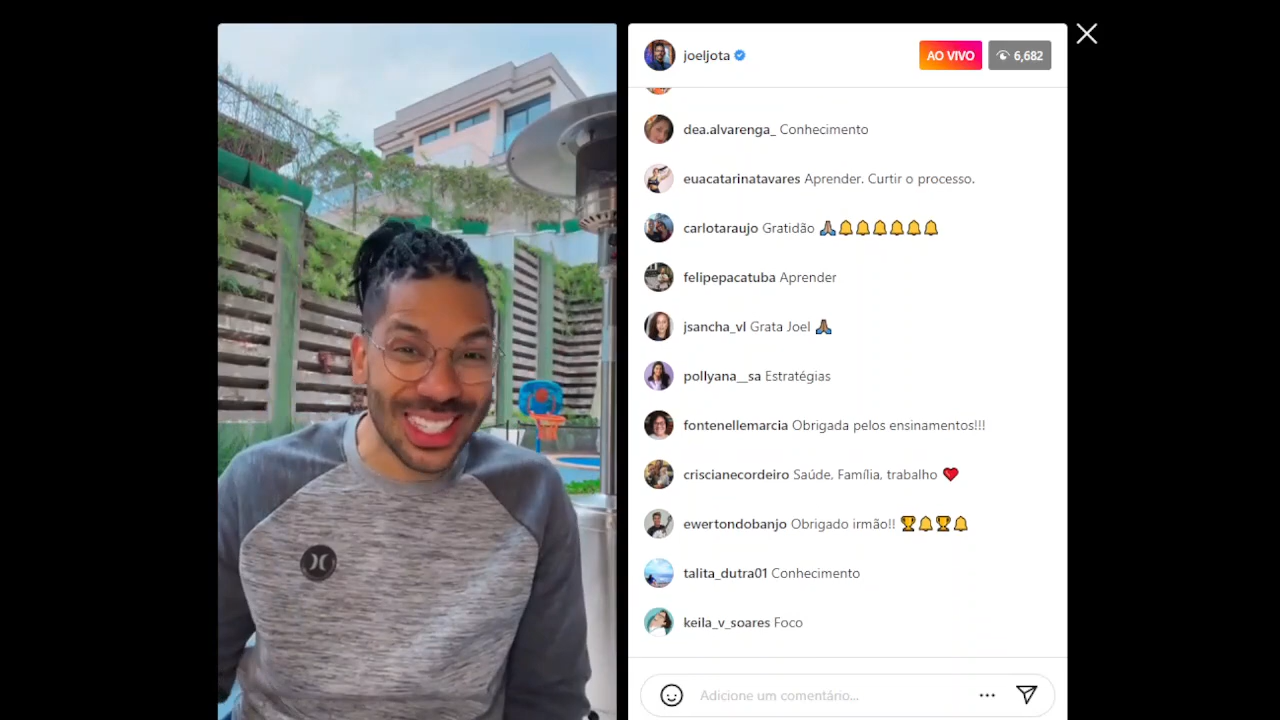 joeljota
AO VIVO
6,682
dea.alvarenga_ Conhecimento
euacatarinatavares Aprender. Curtir o processo.
carlotaraujo Gratidão 🙏🏽🔔🔔🔔🔔🔔🔔
felipepacatuba Aprender
jsancha_vl Grata Joel 🙏🏽
pollyana__sa Estratégias
fontenellemarcia Obrigada pelos ensinamentos!!!
criscianecordeiro Saúde, Família, trabalho ❤️
ewertondobanjo Obrigado irmão!! 🏆🔔🏆🔔
talita_dutra01 Conhecimento
keila_v_soares Foco
Adicione um comentário...